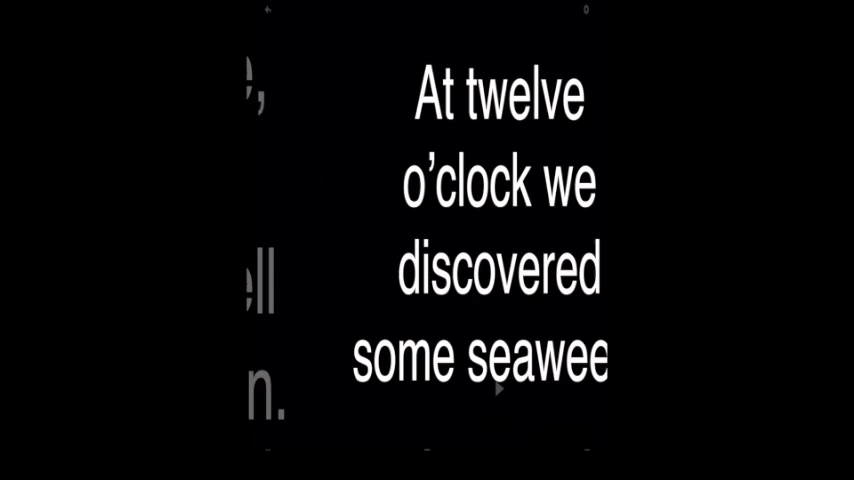 At twelve
o’clock we
discovered
some seawee